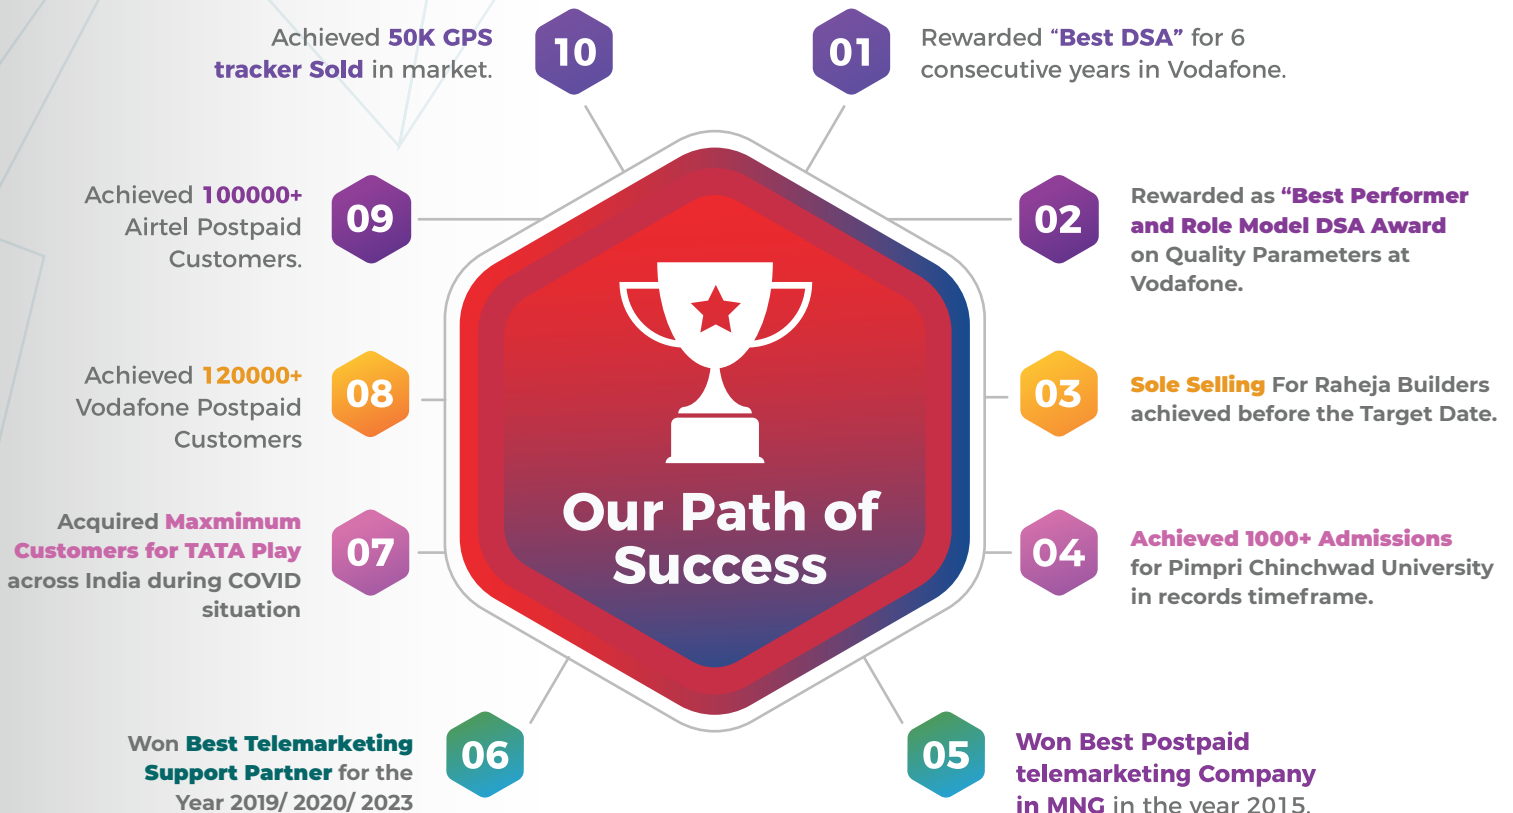 Our Path of
Success
01
Rewarded “Best DSA” for 6
consecutive years in Vodafone.
02
Rewarded as “Best Performer
and Role Model DSA Award
on Quality Parameters at
Vodafone.
03
Sole Selling For Raheja Builders
achieved before the Target Date.
04
Achieved 1000+ Admissions
for Pimpri Chinchwad University
in records timeframe.
05
Won Best Postpaid
telemarketing Company
in MNG in the year 2015.
06
Won Best Telemarketing
Support Partner for the
Year 2019/ 2020/ 2023
07
Acquired Maxmimum
Customers for TATA Play
across India during COVID
situation
08
Achieved 120000+
Vodafone Postpaid
Customers
09
Achieved 100000+
Airtel Postpaid
Customers.
10
Achieved 50K GPS
tracker Sold in market.